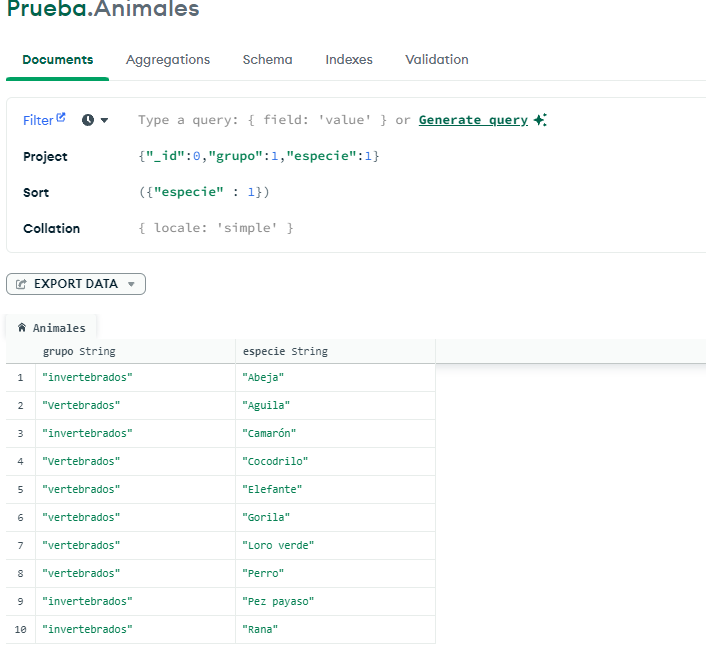 Prueba.Animales
Documents Aggregations Schema Indexes Validation
Filter Type a query: { field: 'value' } or Generate query
Project {"_id":0,"grupo":1,"especie":1}
Sort ({"especie" : 1})
Collation { locale: 'simple' }
EXPORT DATA
Animales
grupo String especie String
1 "invertebrados" "Abeja"
2 "Vertebrados" "Aguila"
3 "invertebrados" "Camarón"
4 "Vertebrados" "Cocodrilo"
5 "vertebrados" "Elefante"
6 "vertebrados" "Gorila"
7 "vertebrados" "Loro verde"
8 "vertebrados" "Perro"
9 "invertebrados" "Pez payaso"
10 "invertebrados" "Rana"